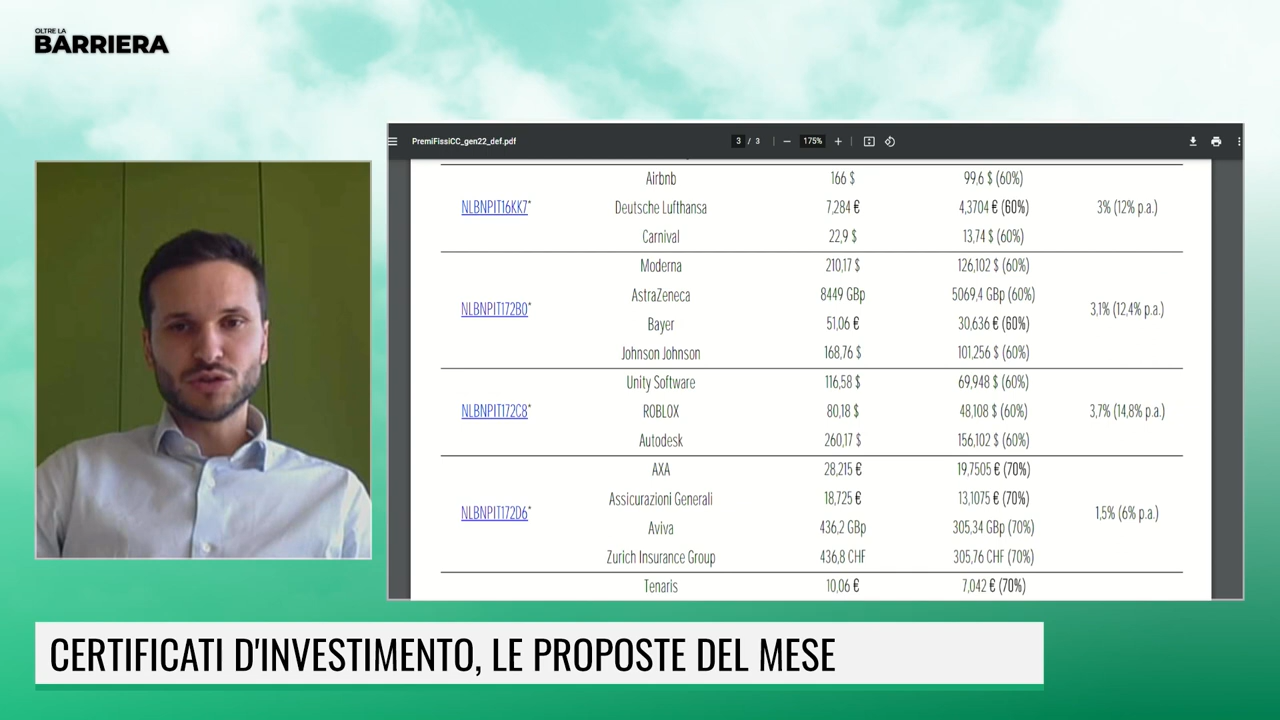 OLTRE LA
BARRIERA
PremiFissiCC_gen22_def.pdf
3 / 3
175%
Airbnb 166 $ 99,6 $ (60%)
NLBNPIT16KK7* Deutsche Lufthansa 7,284 € 4,3704 € (60%) 3% (12% p.a.)
Carnival 22,9 $ 13,74 $ (60%)
Moderna 210,17 $ 126,102 $ (60%)
AstraZeneca 8449 GBp 5069,4 GBp (60%)
NLBNPIT172B0* 3,1% (12,4% p.a.)
Bayer 51,06 € 30,636 € (60%)
Johnson Johnson 168,76 $ 101,256 $ (60%)
Unity Software 116,58 $ 69,948 $ (60%)
NLBNPIT172C8* ROBLOX 80,18 $ 48,108 $ (60%) 3,7% (14,8% p.a.)
Autodesk 260,17 $ 156,102 $ (60%)
AXA 28,215 € 19,7505 € (70%)
Assicurazioni Generali 18,725 € 13,1075 € (70%)
NLBNPIT172D6* 1,5% (6% p.a.)
Aviva 436,2 GBp 305,34 GBp (70%)
Zurich Insurance Group 436,8 CHF 305,76 CHF (70%)
Tenaris 10,06 € 7,042 € (70%)
CERTIFICATI D'INVESTIMENTO, LE PROPOSTE DEL MESE